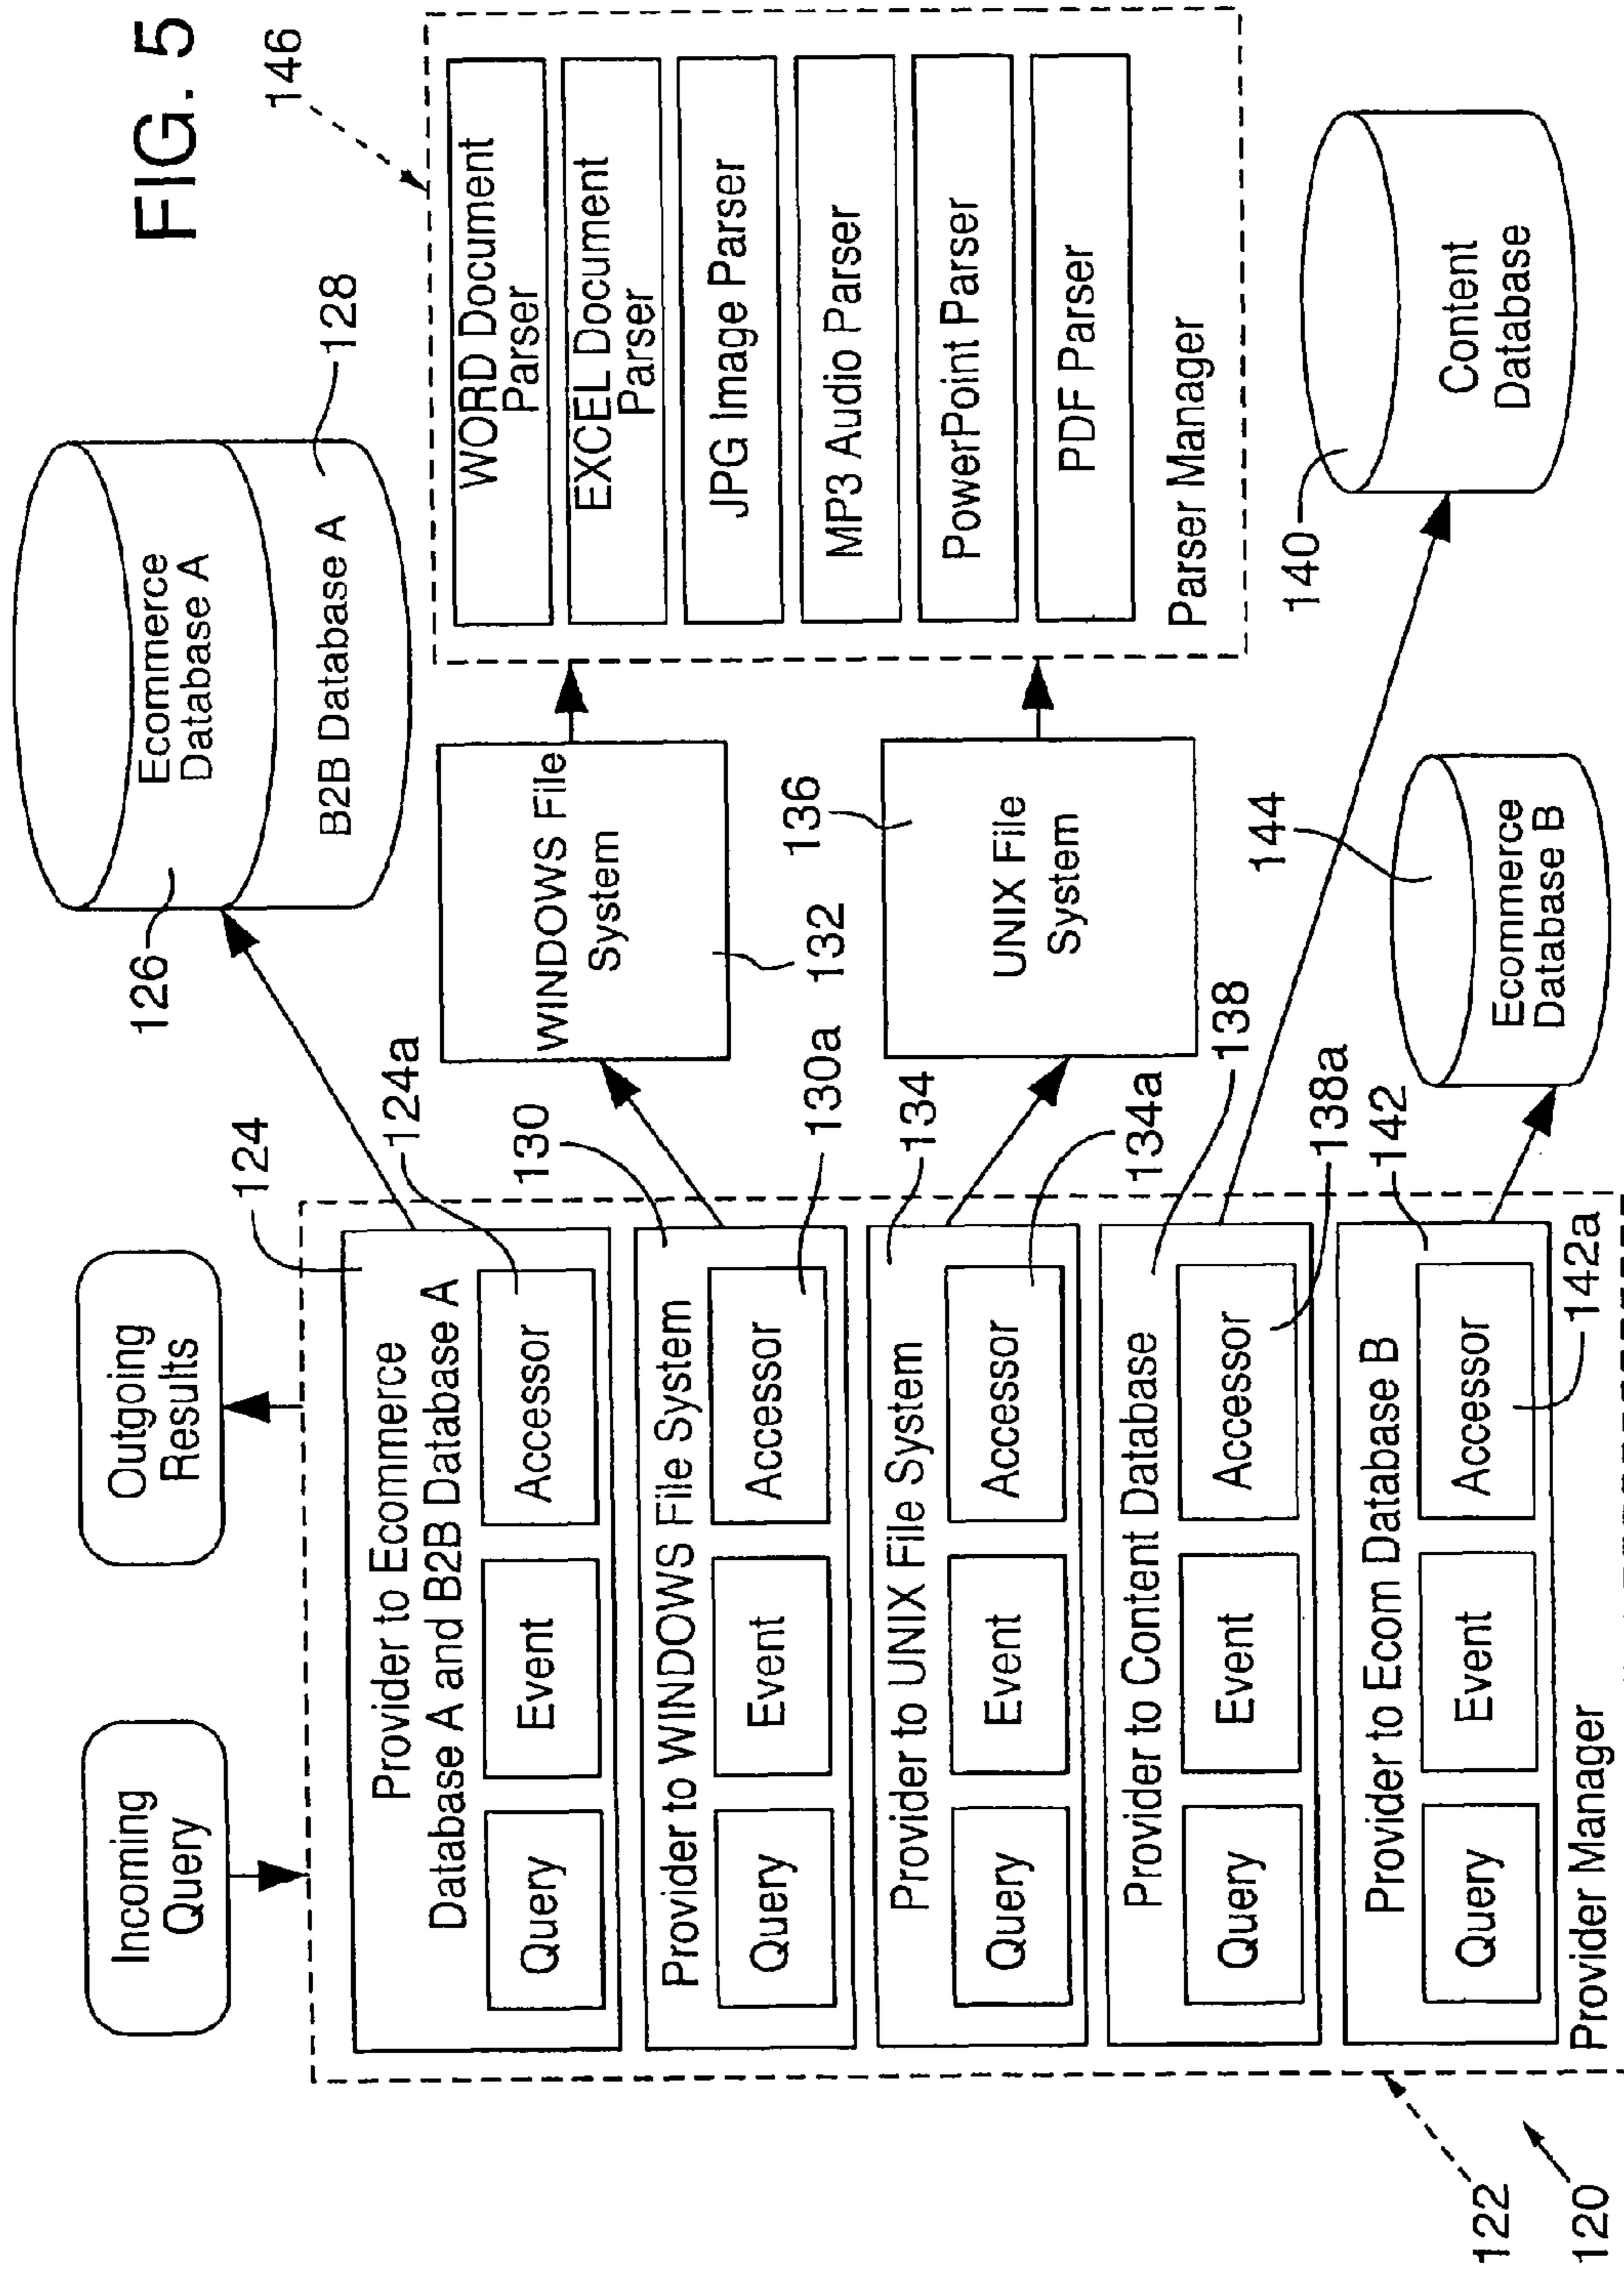 FIG. 5
Incoming
Query
Outgoing
Results
124
Provider to Ecommerce
Database A and B2B Database A
Query
Event
Accessor
124a
130
Provider to WINDOWS File System
Query
Event
Accessor
130a
134
Provider to UNIX File System
Query
Event
Accessor
134a
138
Provider to Content Database
Query
Event
Accessor
138a
142
Provider to Ecom Database B
Query
Event
Accessor
142a
Provider Manager
122
120
126
Ecommerce
Database A
B2B Database A
128
WINDOWS File
System
132
136
UNIX File
System
144
Ecommerce
Database B
140
Content
Database
146
WORD Document
Parser
EXCEL Document
Parser
JPG Image Parser
MP3 Audio Parser
PowerPoint Parser
PDF Parser
Parser Manager